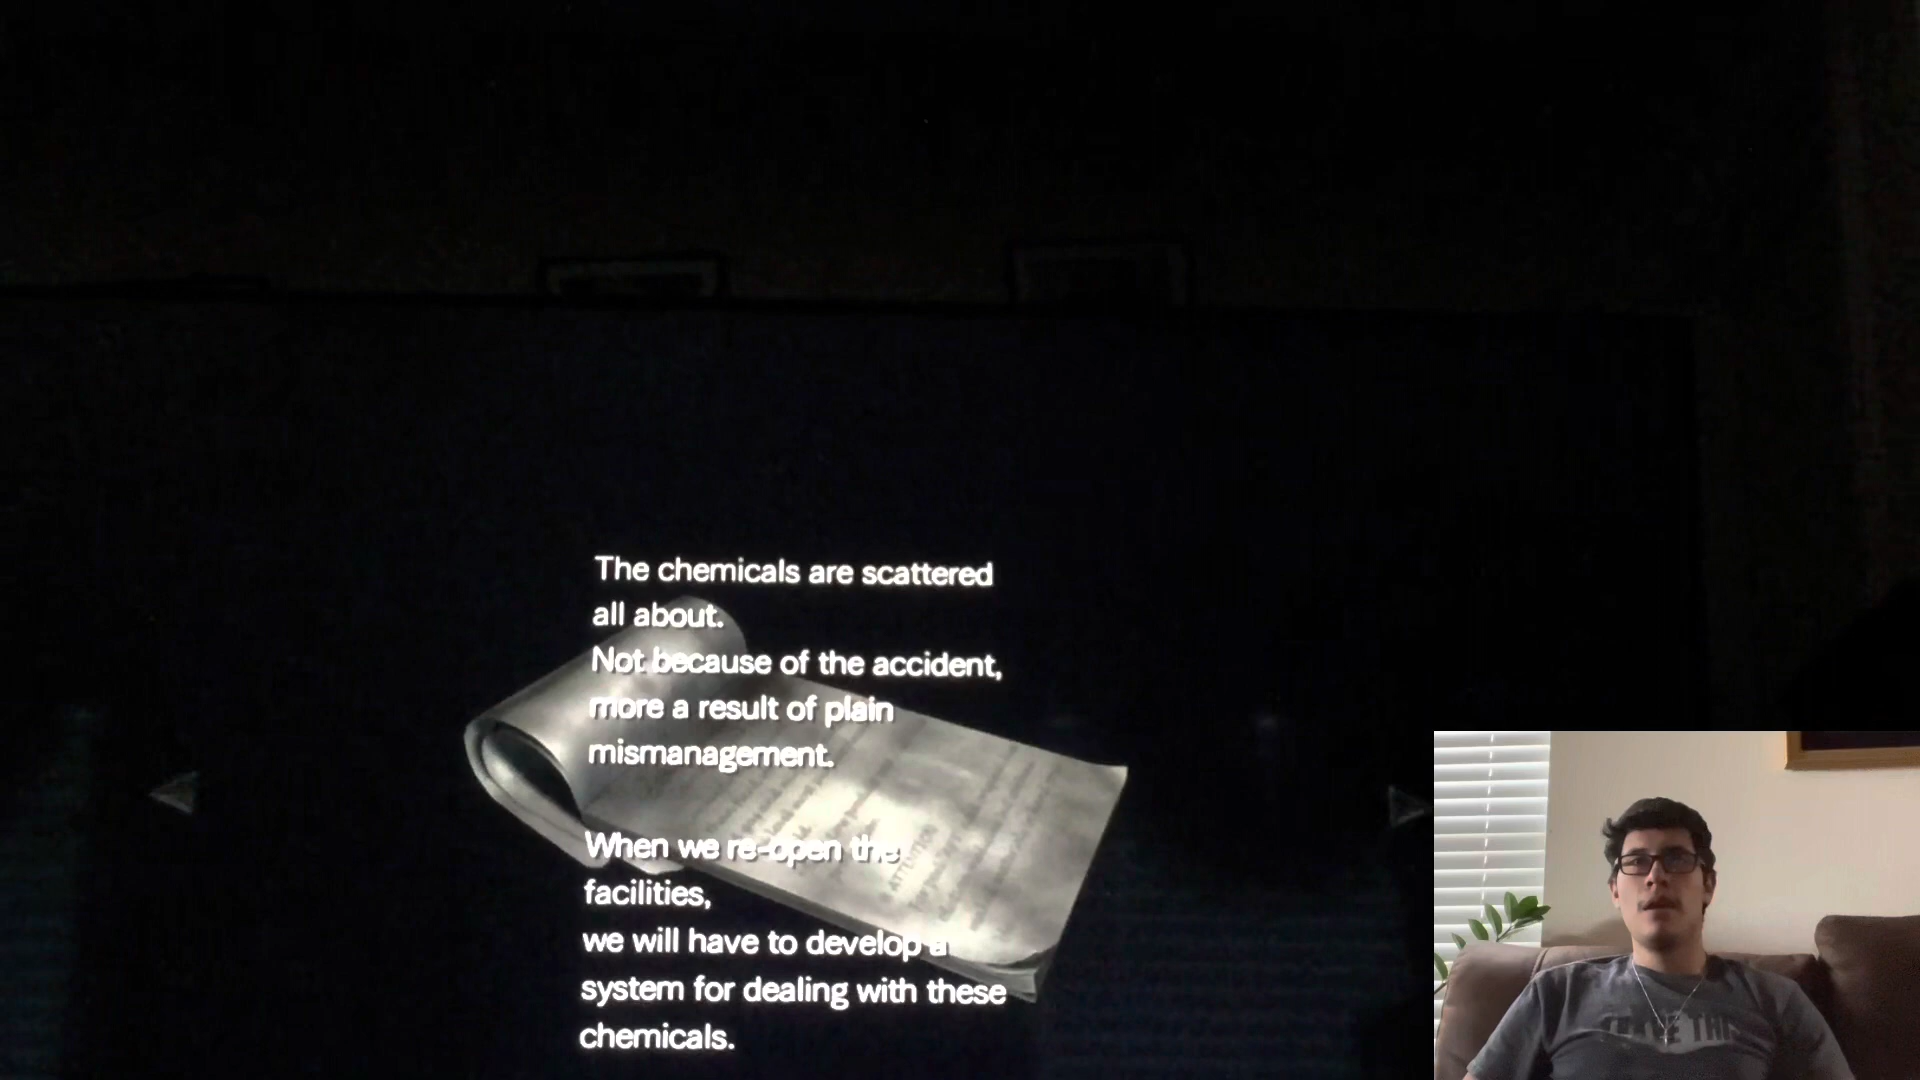 The chemicals are scattered
all about.
Not because of the accident,
more a result of plain
mismanagement.
When we re-open the
facilities,
we will have to develop a
system for dealing with these
chemicals.